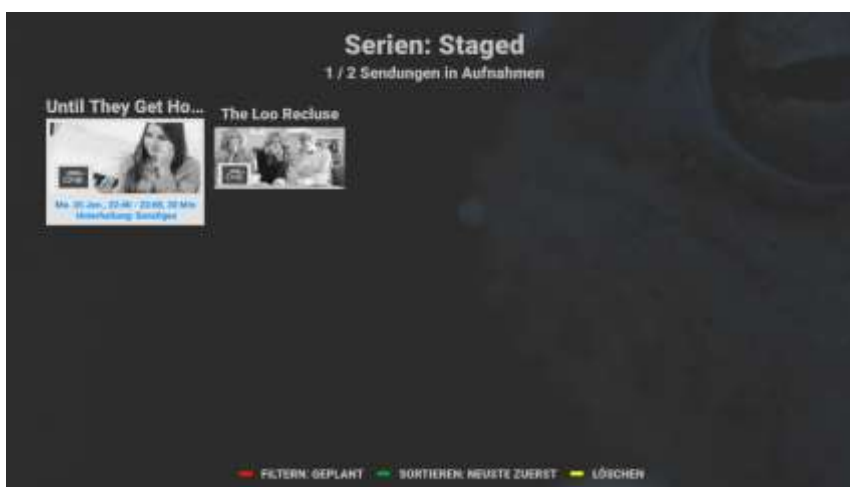 Serien: Staged
1 / 2 Sendungen in Aufnahmen
Until They Get Ho...
The Loo Recluse
Unterhaltung: Sonstiges
FILTERN: GEPLANT
SORTIEREN: NEUSTE ZUERST
LÖSCHEN